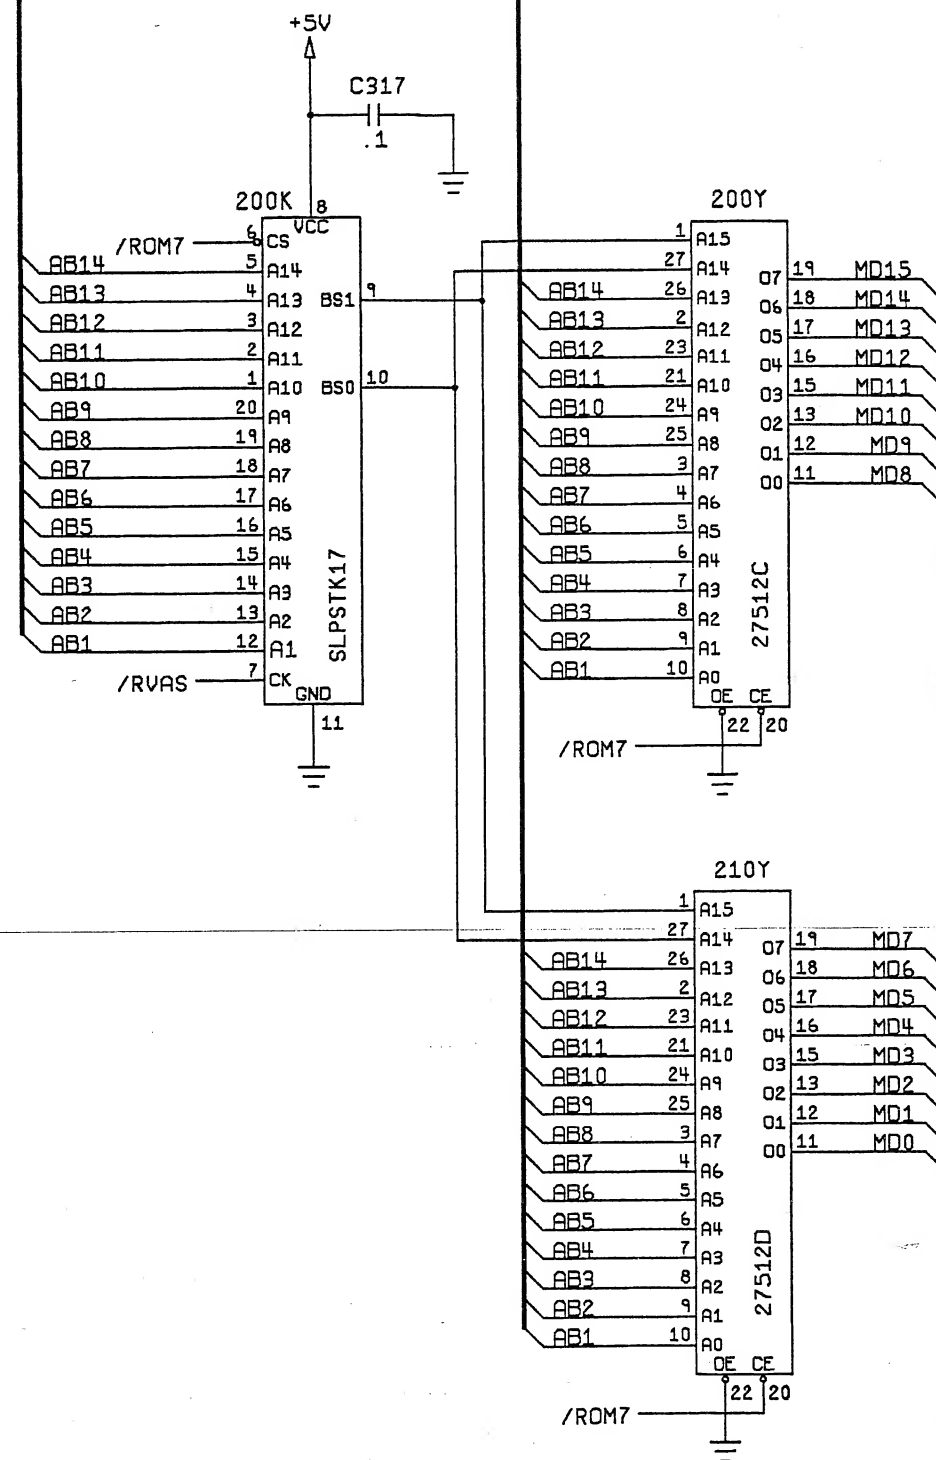 +5V
C317
.1
200K
8
VCC
/ROM7 6 CS
AB14 5 A14
AB13 4 A13 BS1 9
AB12 3 A12
AB11 2 A11
AB10 1 A10 BS0 10
AB9 20 A9
AB8 19 A8
AB7 18 A7
AB6 17 A6
AB5 16 A5
AB4 15 A4
AB3 14 A3
AB2 13 A2
AB1 12 A1
/RVAS 7 CK
GND
11
SLPSTK17
200Y
1 A15
27 A14 O7 19 MD15
AB14 26 A13 O6 18 MD14
AB13 2 A12 O5 17 MD13
AB12 23 A11 O4 16 MD12
AB11 21 A10 O3 15 MD11
AB10 24 A9 O2 13 MD10
AB9 25 A8 O1 12 MD9
AB8 3 A7 O0 11 MD8
AB7 4 A6
AB6 5 A5
AB5 6 A4
AB4 7 A3
AB3 8 A2
AB2 9 A1
AB1 10 A0
27512C
OE CE
22 20
/ROM7
210Y
1 A15
27 A14 O7 19 MD7
AB14 26 A13 O6 18 MD6
AB13 2 A12 O5 17 MD5
AB12 23 A11 O4 16 MD4
AB11 21 A10 O3 15 MD3
AB10 24 A9 O2 13 MD2
AB9 25 A8 O1 12 MD1
AB8 3 A7 O0 11 MD0
AB7 4 A6
AB6 5 A5
AB5 6 A4
AB4 7 A3
AB3 8 A2
AB2 9 A1
AB1 10 A0
27512D
OE CE
22 20
/ROM7